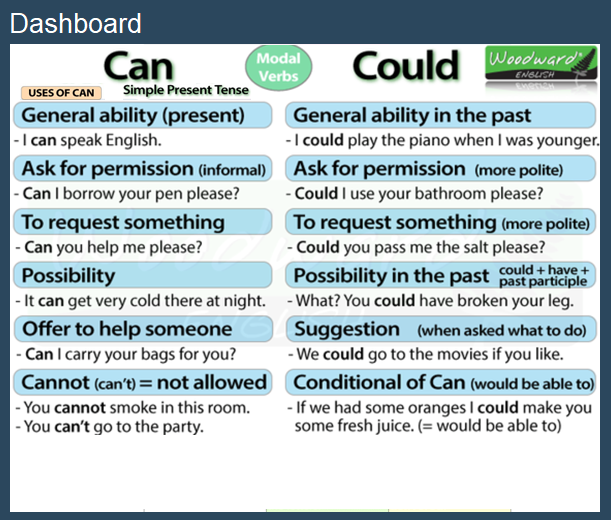 Dashboard
Can
Modal
Verbs
Could
Woodward®
ENGLISH
USES OF CAN
Simple Present Tense
General ability (present)
- I can speak English.
Ask for permission (informal)
- Can I borrow your pen please?
To request something
- Can you help me please?
Possibility
- It can get very cold there at night.
Offer to help someone
- Can I carry your bags for you?
Cannot (can't) = not allowed
- You cannot smoke in this room.
- You can't go to the party.
General ability in the past
- I could play the piano when I was younger.
Ask for permission (more polite)
- Could I use your bathroom please?
To request something (more polite)
- Could you pass me the salt please?
Possibility in the past could + have +
past participle
- What? You could have broken your leg.
Suggestion (when asked what to do)
- We could go to the movies if you like.
Conditional of Can (would be able to)
- If we had some oranges I could make you
some fresh juice. (= would be able to)